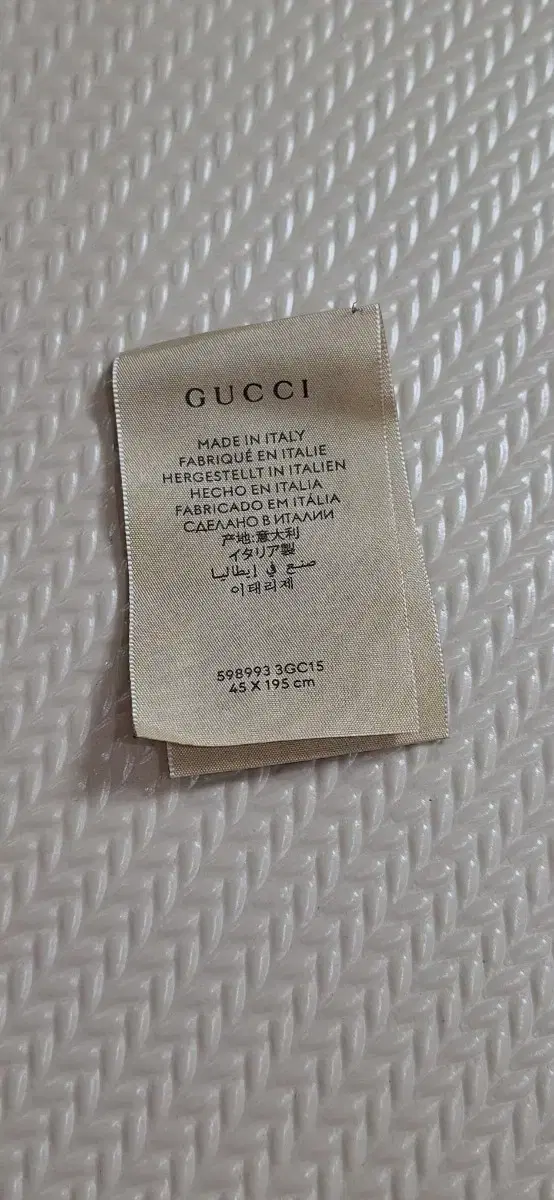 GUCCI
MADE IN ITALY
FABRIQUÉ EN ITALIE
HERGESTELLT IN ITALIEN
HECHO EN ITALIA
FABRICADO EM ITÁLIA
СДЕЛАНО В ИТАЛИИ
产地:意大利
イタリア製
صنع في إيطاليا
이태리제
598993 3GC15
45 X 195 cm